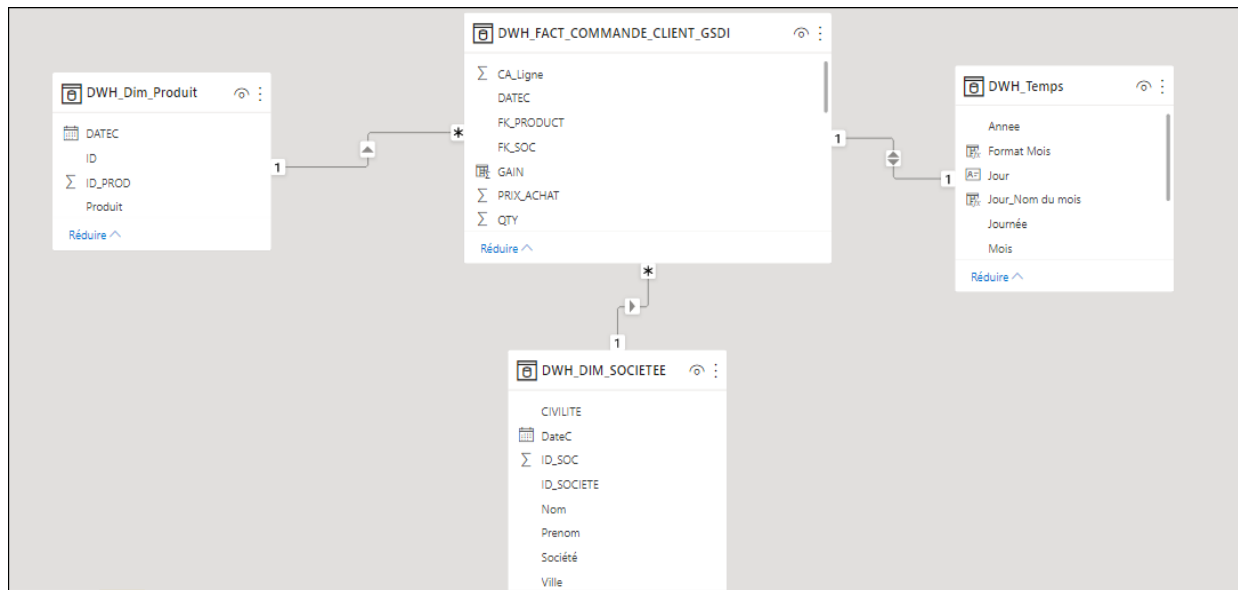 DWH_FACT_COMMANDE_CLIENT_GSDI
CA_Ligne
DATEC
FK_PRODUCT
FK_SOC
GAIN
PRIX_ACHAT
QTY
Réduire
DWH_Dim_Produit
DATEC
ID
ID_PROD
Produit
Réduire
DWH_Temps
Annee
Format Mois
Jour
Jour_Nom du mois
Journée
Mois
Réduire
1
*
1
1
*
1
DWH_DIM_SOCIETEE
CIVILITE
DateC
ID_SOC
ID_SOCIETE
Nom
Prenom
Société
Ville